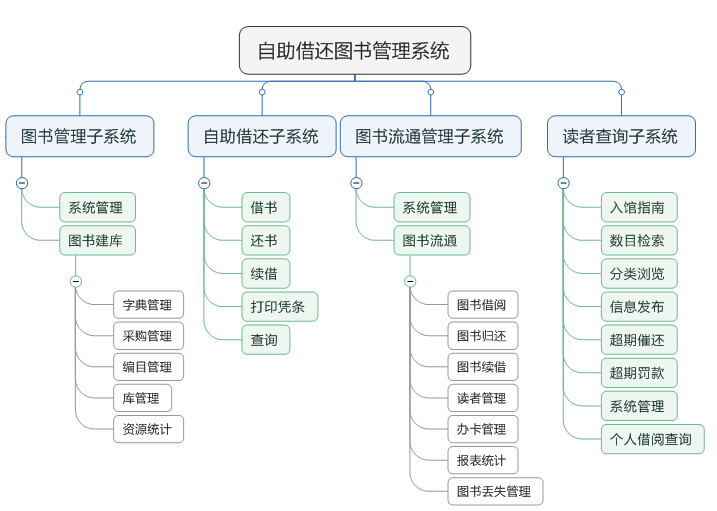 自助借还图书管理系统
图书管理子系统
系统管理
图书建库
字典管理
采购管理
编目管理
库管理
资源统计
自助借还子系统
借书
还书
续借
打印凭条
查询
图书流通管理子系统
系统管理
图书流通
图书借阅
图书归还
图书续借
读者管理
办卡管理
报表统计
图书丢失管理
读者查询子系统
入馆指南
数目检索
分类浏览
信息发布
超期催还
超期罚款
系统管理
个人借阅查询